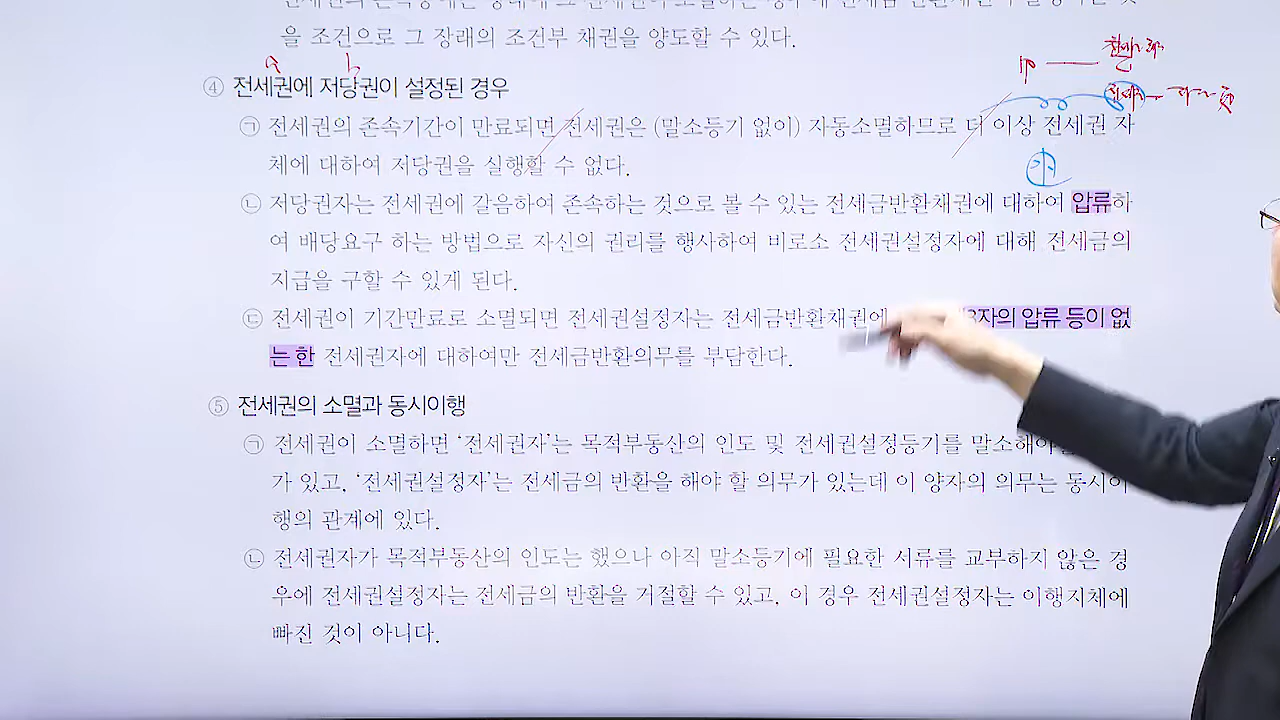 을 조건으로 그 장래의 조건부 채권을 양도할 수 있다.
④ 전세권에 저당권이 설정된 경우
㉠ 전세권의 존속기간이 만료되면 전세권은 (말소등기 없이) 자동소멸하므로 더 이상 전세권 자
체에 대하여 저당권을 실행할 수 없다.
㉡ 저당권자는 전세권에 갈음하여 존속하는 것으로 볼 수 있는 전세금반환채권에 대하여 압류하
여 배당요구 하는 방법으로 자신의 권리를 행사하여 비로소 전세권설정자에 대해 전세금의
지급을 구할 수 있게 된다.
㉢ 전세권이 기간만료로 소멸되면 전세권설정자는 전세금반환채권에 3자의 압류 등이 없
는 한 전세권자에 대하여만 전세금반환의무를 부담한다.
⑤ 전세권의 소멸과 동시이행
㉠ 전세권이 소멸하면 ‘전세권자’는 목적부동산의 인도 및 전세권설정등기를 말소해야
가 있고, ‘전세권설정자’는 전세금의 반환을 해야 할 의무가 있는데 이 양자의 의무는 동시이
행의 관계에 있다.
㉡ 전세권자가 목적부동산의 인도는 했으나 아직 말소등기에 필요한 서류를 교부하지 않은 경
우에 전세권설정자는 전세금의 반환을 거절할 수 있고, 이 경우 전세권설정자는 이행지체에
빠진 것이 아니다.